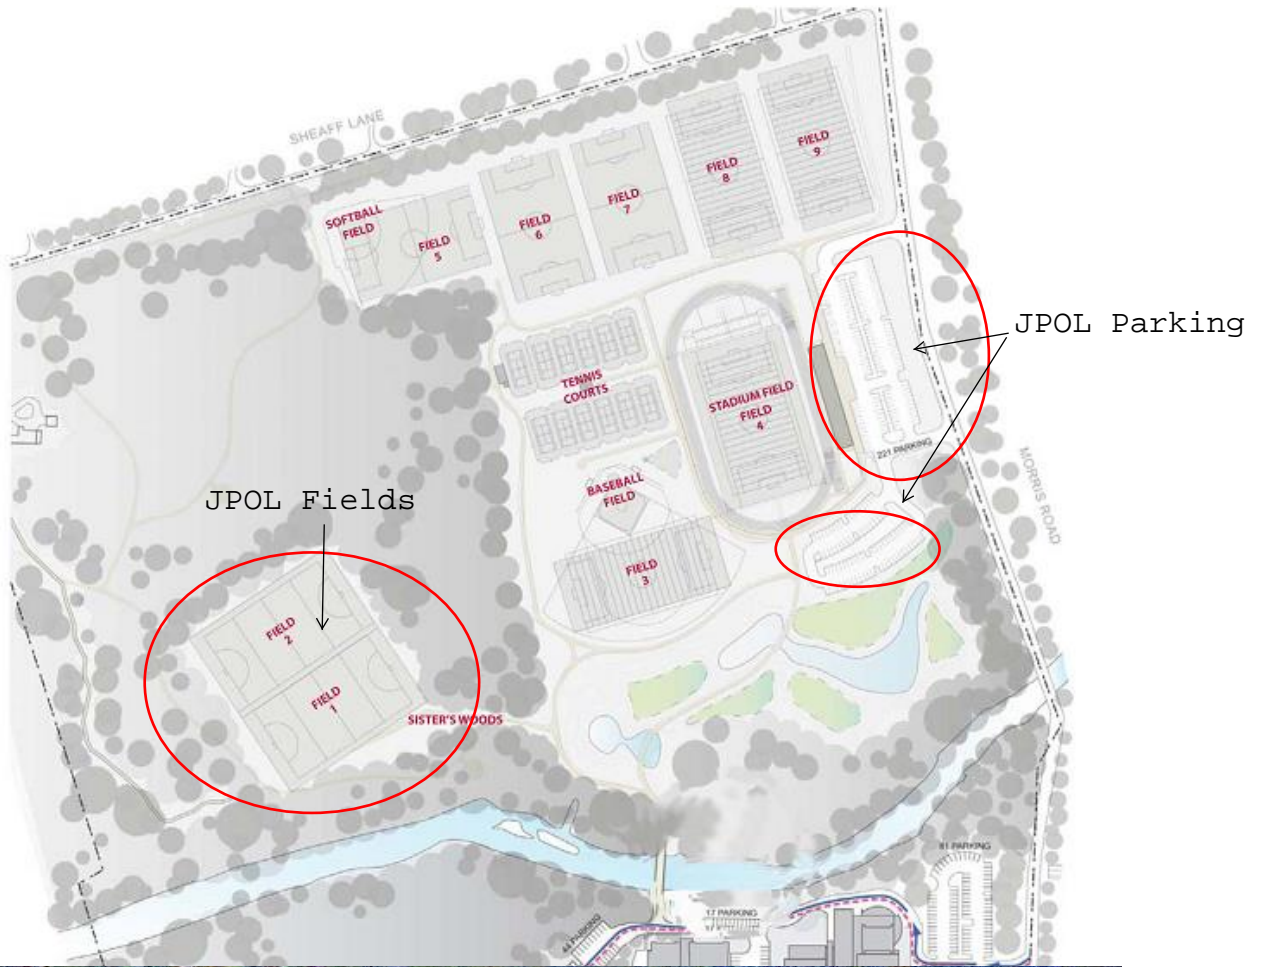 SHEAFF LANE
SOFTBALL
FIELD
FIELD
5
FIELD
6
FIELD
7
FIELD
8
FIELD
9
JPOL Parking
TENNIS
COURTS
STADIUM FIELD
FIELD
4
221 PARKING
MORRIS ROAD
BASEBALL
FIELD
JPOL Fields
FIELD
3
FIELD
2
FIELD
1
SISTER'S WOODS
81 PARKING
17 PARKING
44 PARKING